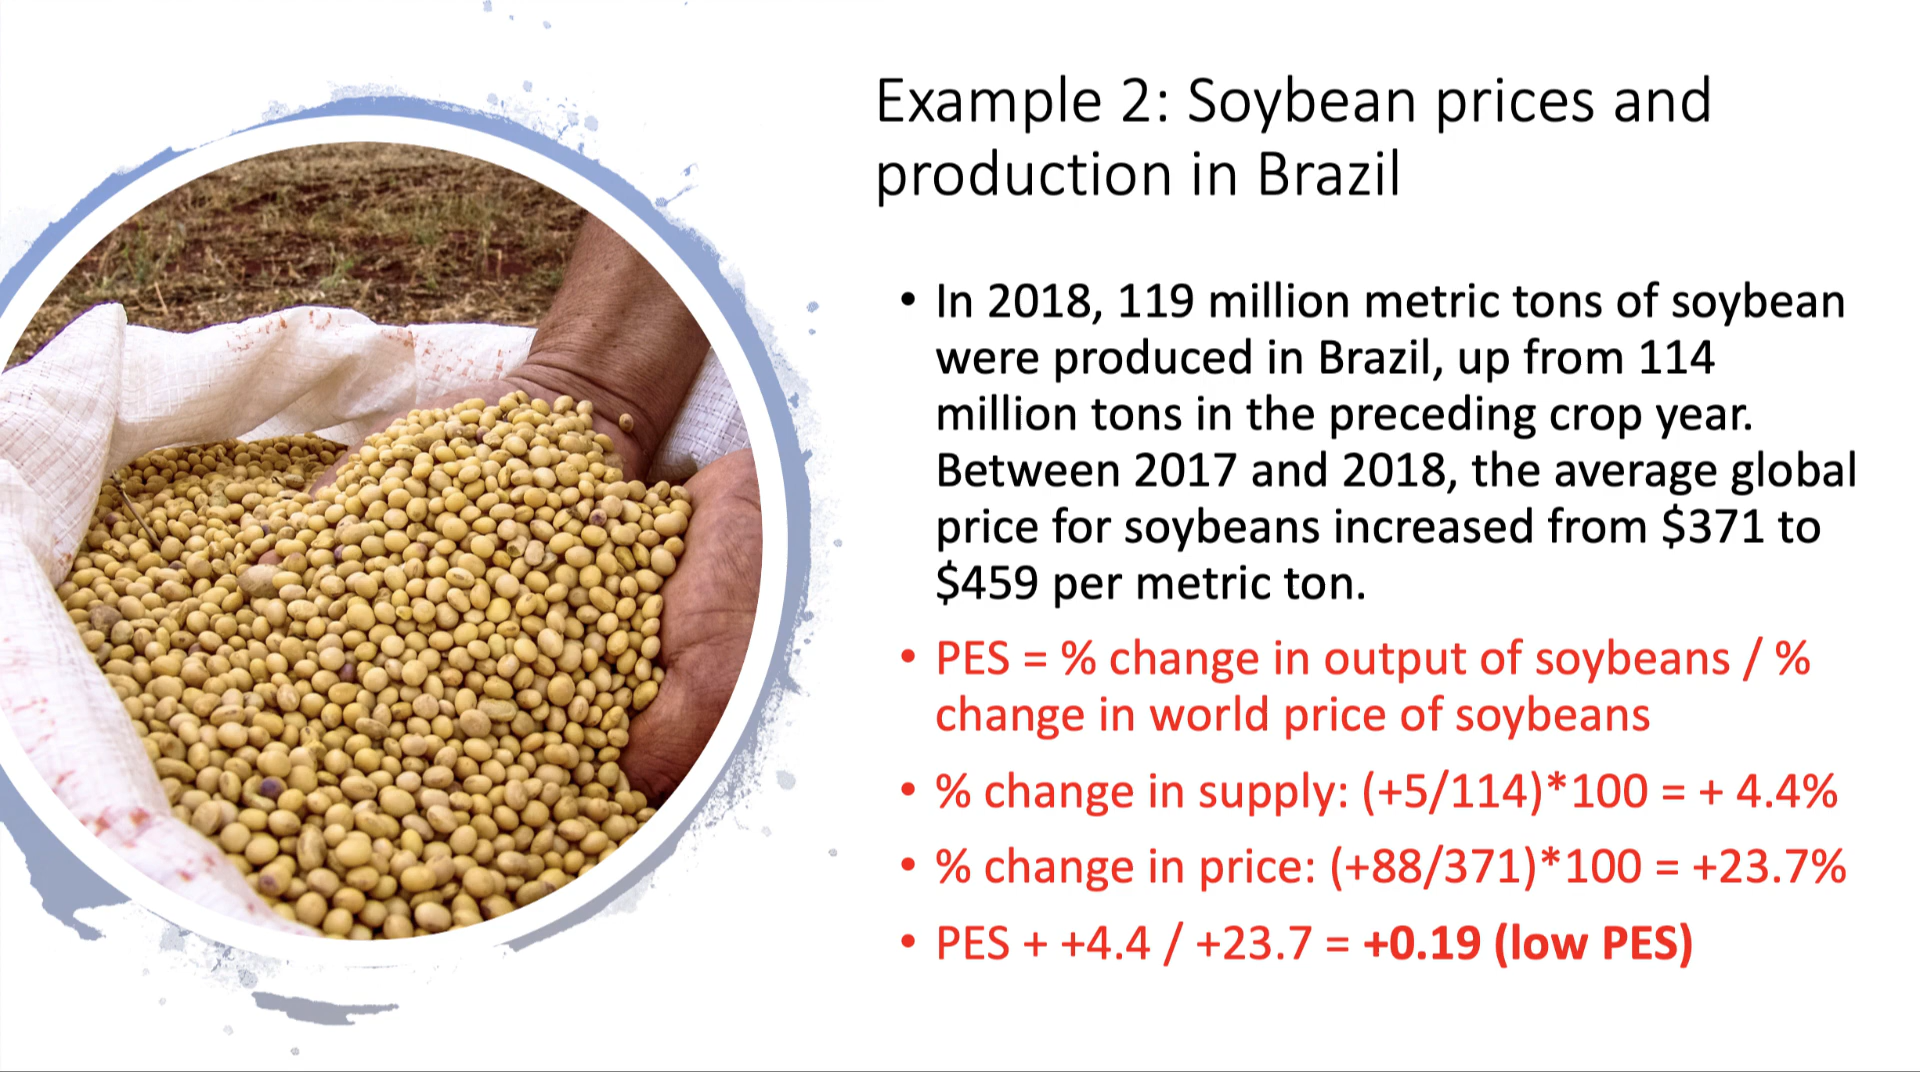 Example 2: Soybean prices and
production in Brazil
• In 2018, 119 million metric tons of soybean
were produced in Brazil, up from 114
million tons in the preceding crop year.
Between 2017 and 2018, the average global
price for soybeans increased from $371 to
$459 per metric ton.
• PES = % change in output of soybeans / %
change in world price of soybeans
• % change in supply: (+5/114)*100 = + 4.4%
• % change in price: (+88/371)*100 = +23.7%
• PES + +4.4 / +23.7 = +0.19 (low PES)